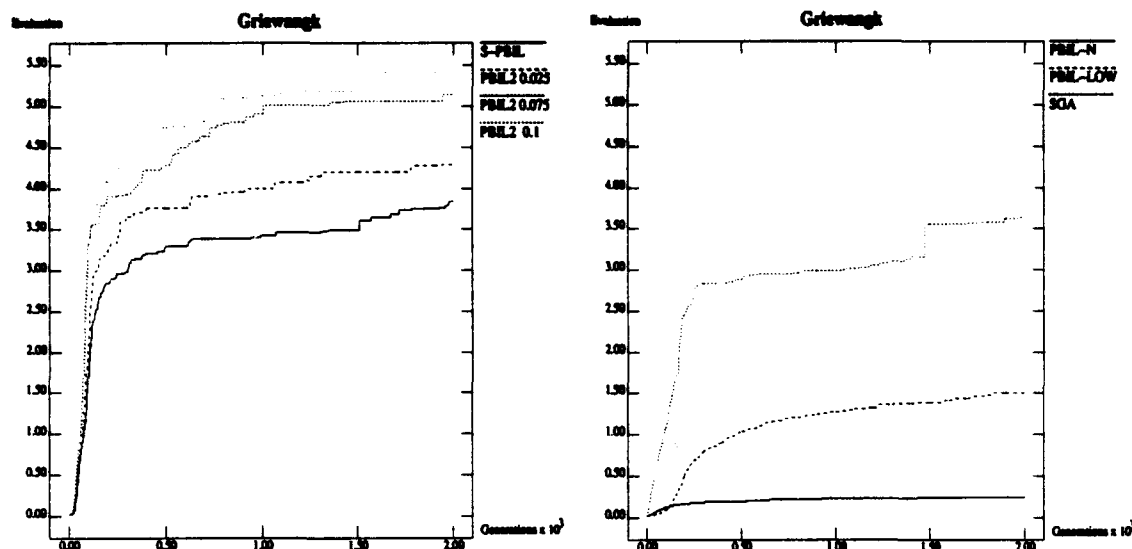 Evaluation
Griewangk
S-PBIL
PBIL2 0.025
PBIL2 0.075
PBIL2 0.1
5.50
5.00
4.50
4.00
3.50
3.00
2.50
2.00
1.50
1.00
0.50
0.00
Generations x 10³
0.00
0.50
1.00
1.50
2.00
Evaluation
Griewangk
PBIL-N
PBIL-LOW
SGA
5.50
5.00
4.50
4.00
3.50
3.00
2.50
2.00
1.50
1.00
0.50
0.00
Generations x 10³
0.00
0.50
1.00
1.50
2.00